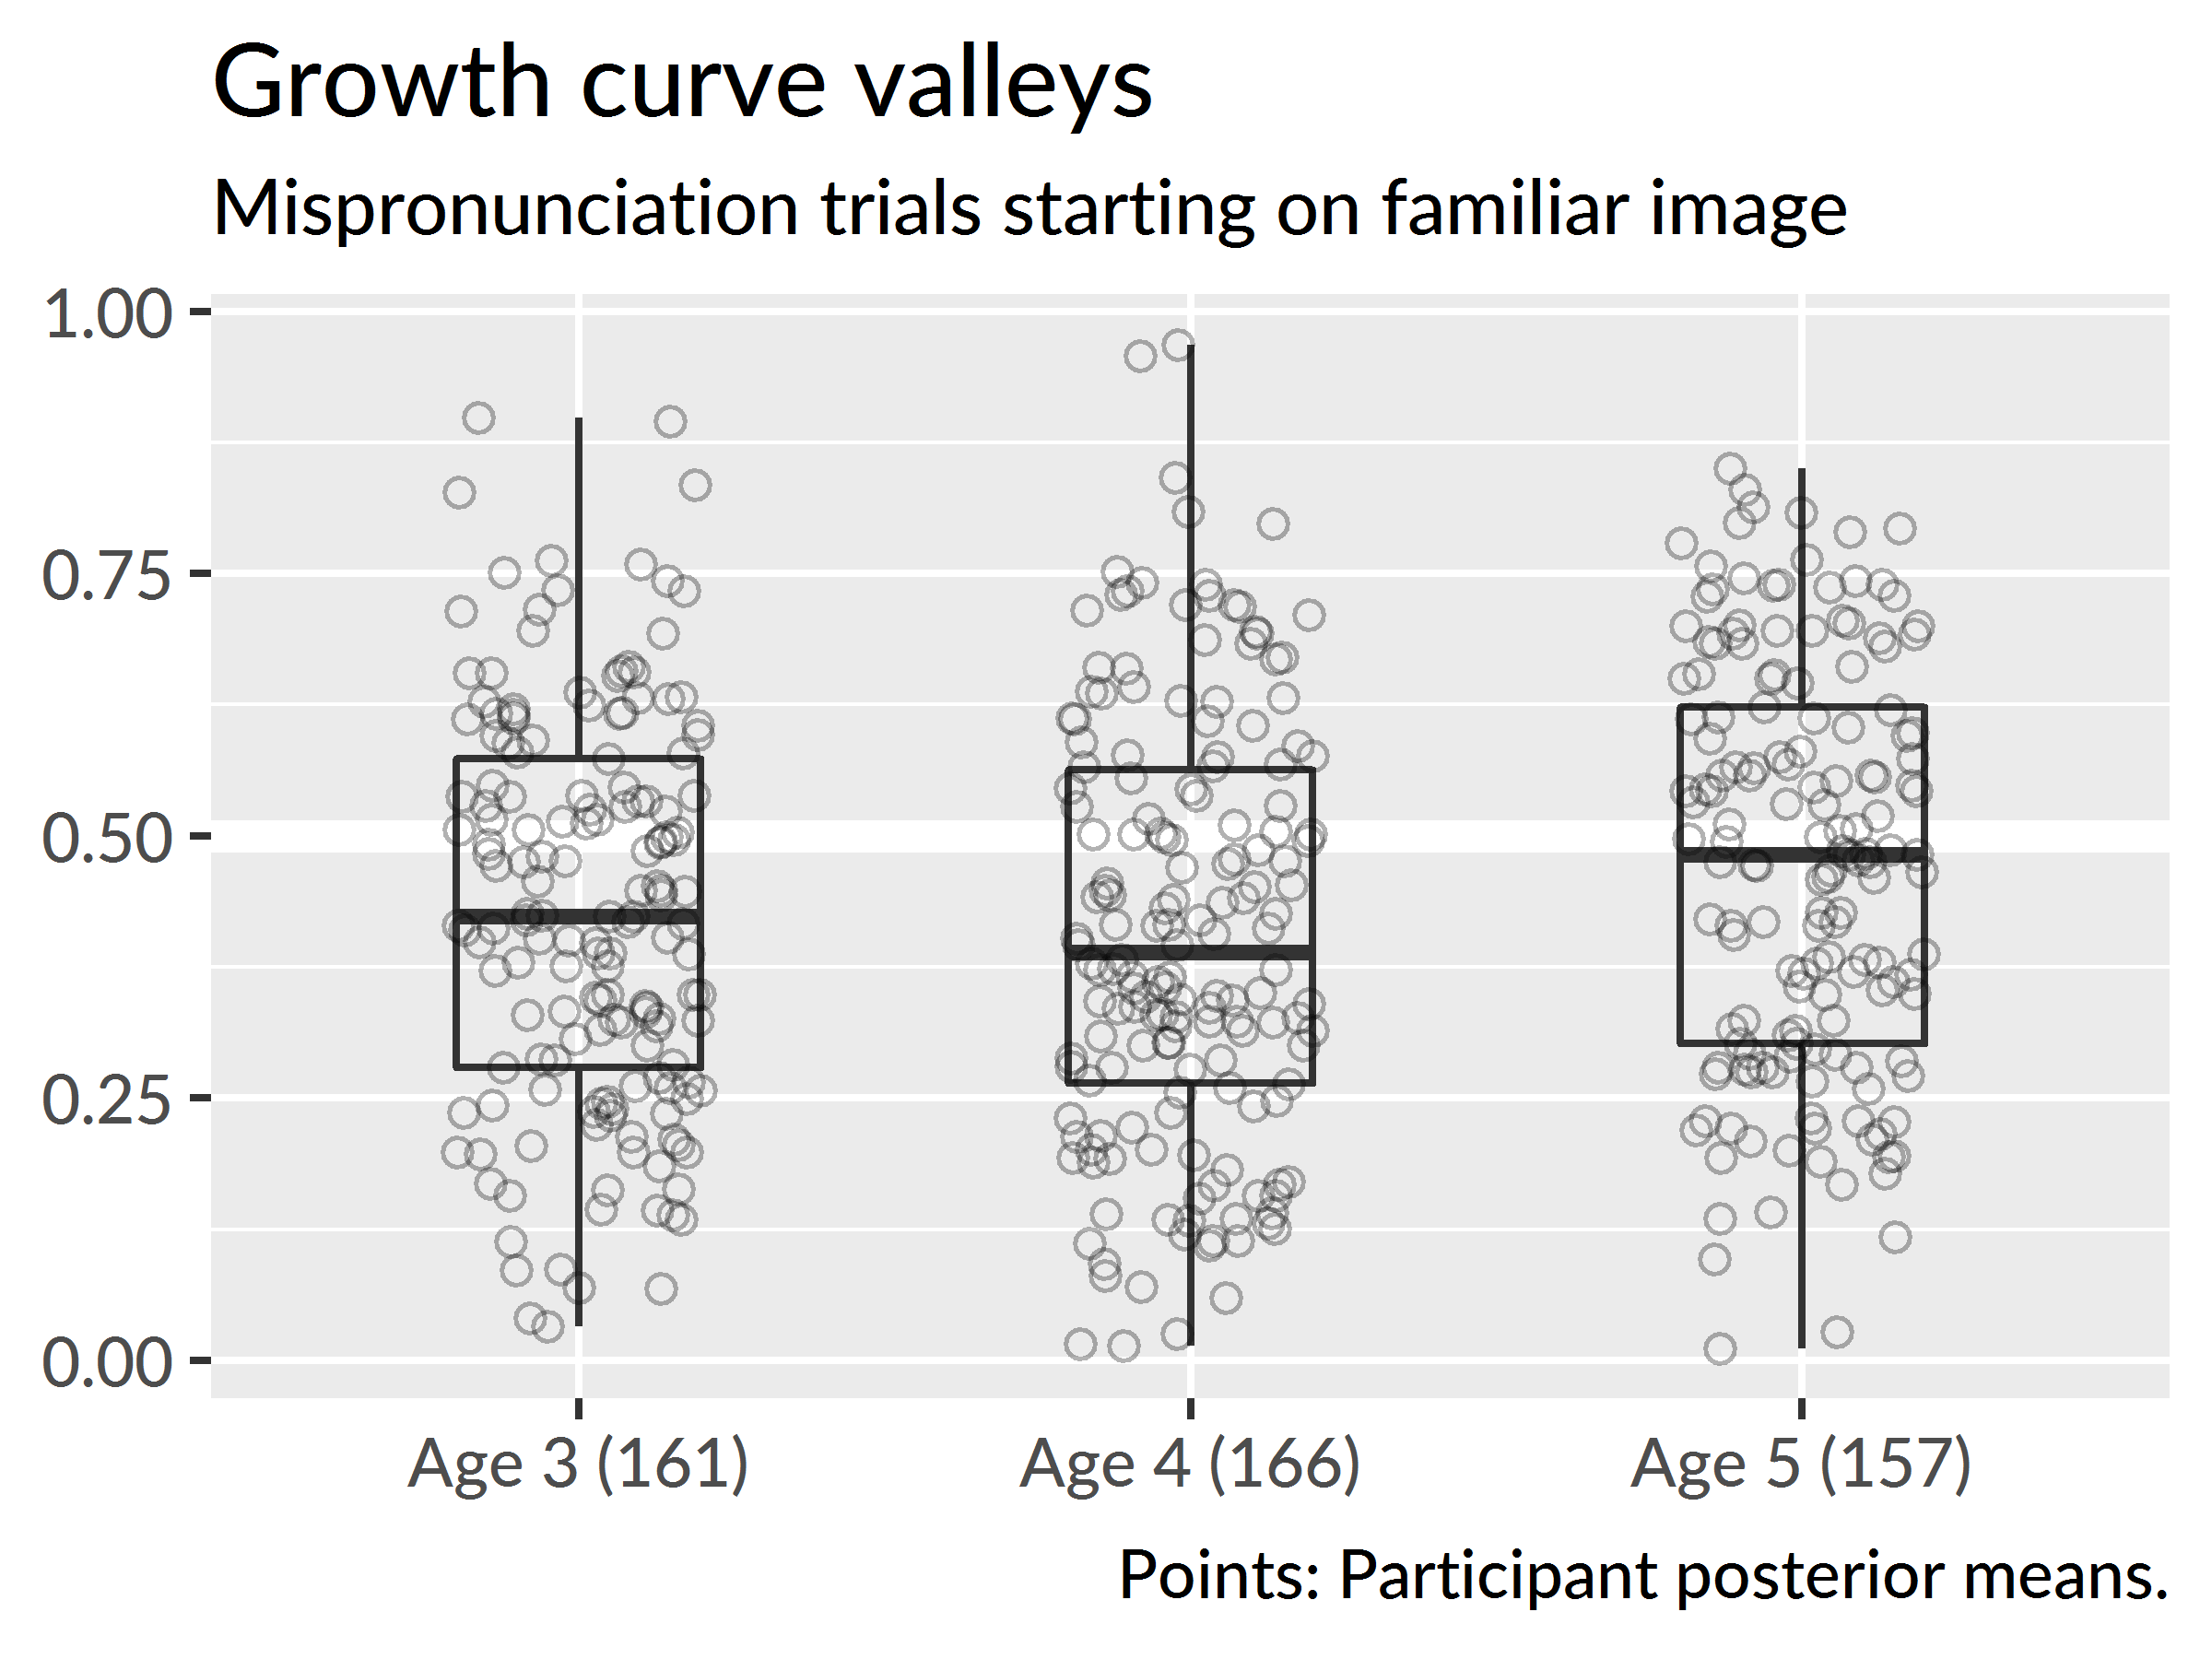 Growth curve valleys
Mispronunciation trials starting on familiar image
1.00
0.75
0.50
0.25
0.00
Age 3 (161) Age 4 (166) Age 5 (157)
Points: Participant posterior means.